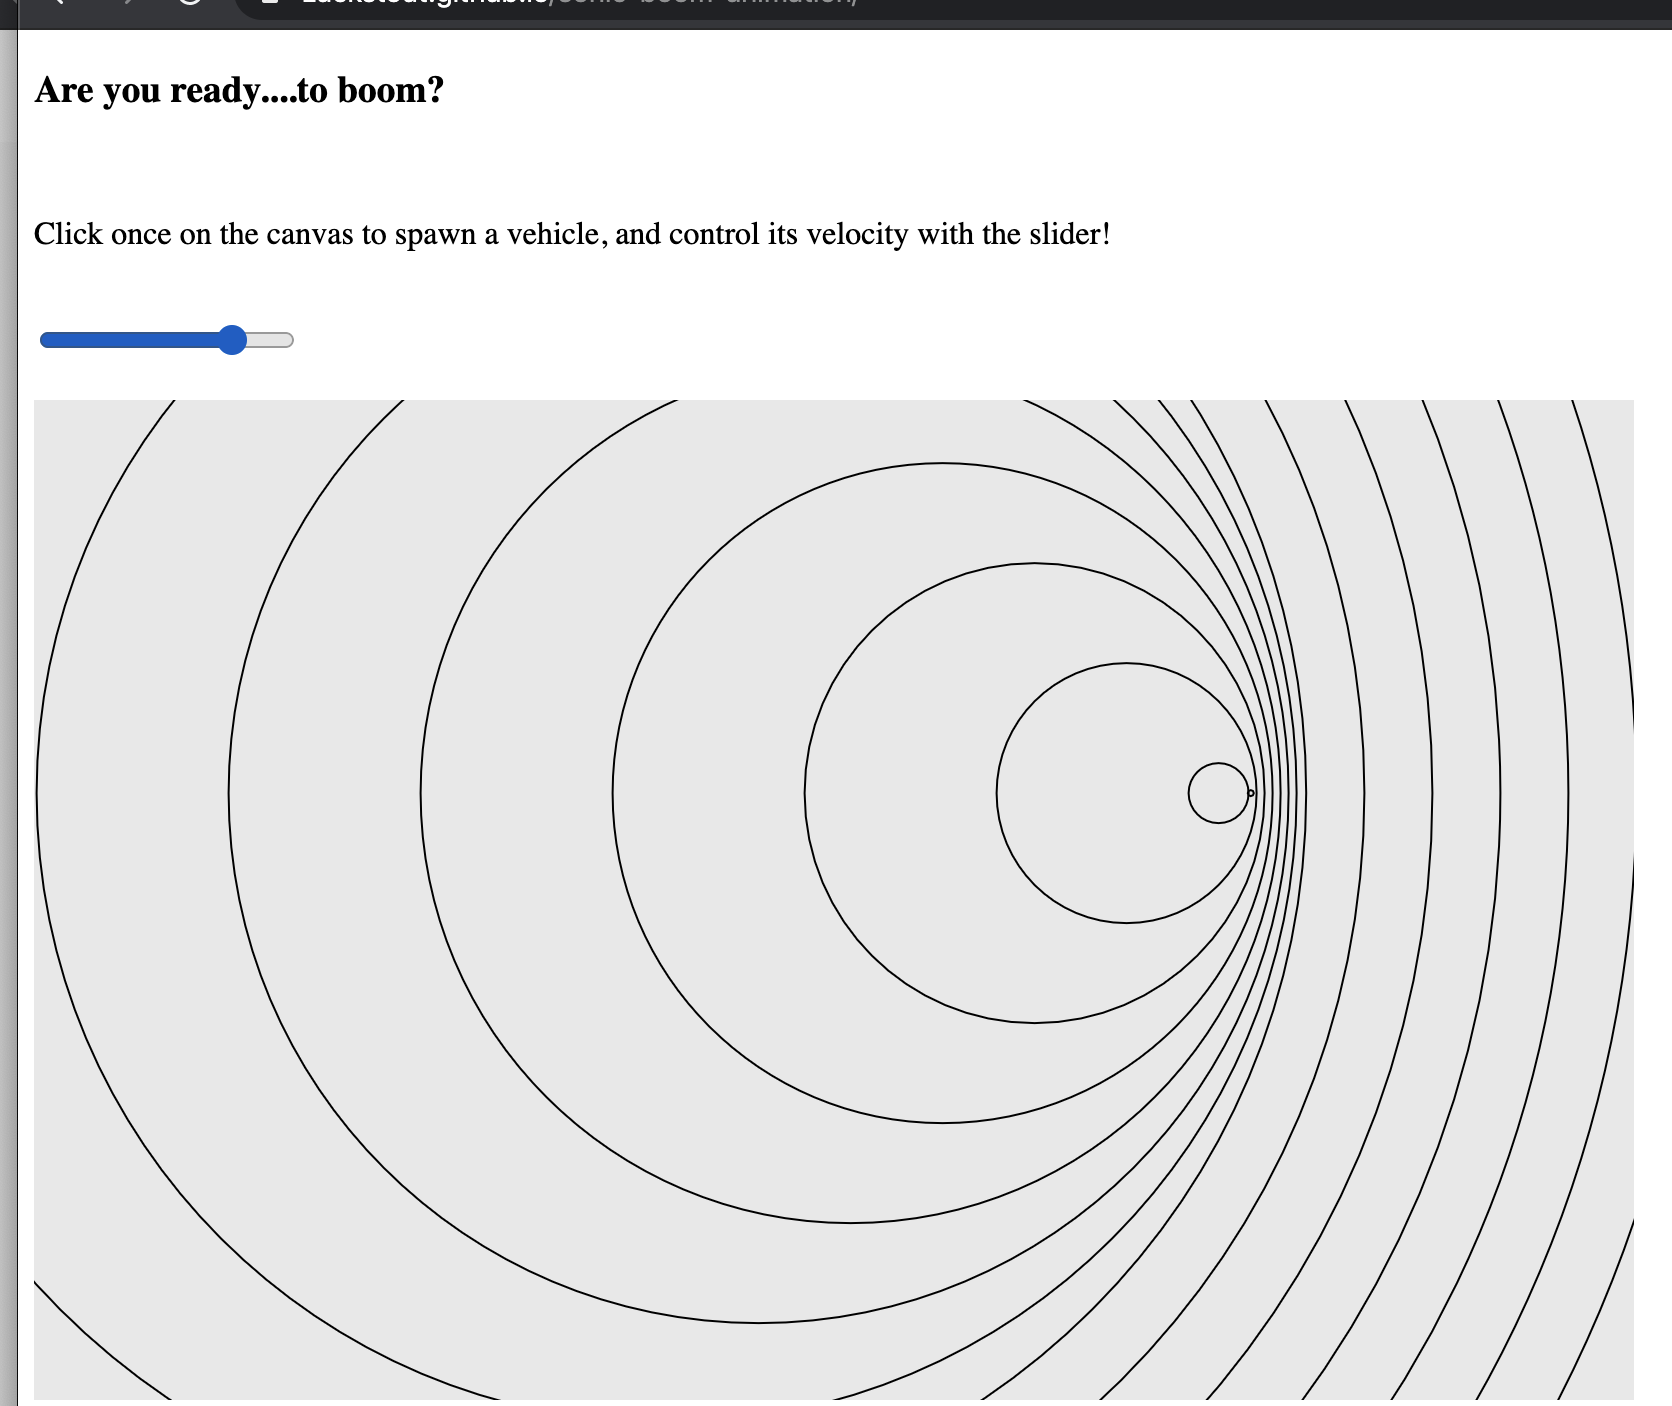 Are you ready....to boom?
Click once on the canvas to spawn a vehicle, and control its velocity with the slider!